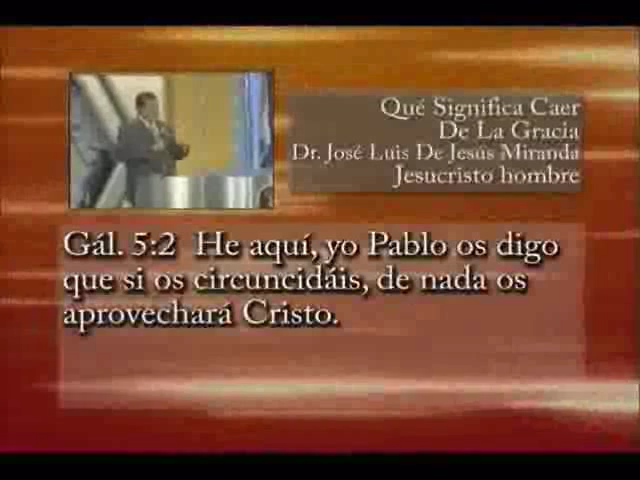 Qué Significa Caer
De La Gracia
Dr. José Luis De Jesús Miranda
Jesucristo hombre
Gál. 5:2 He aquí, yo Pablo os digo
que si os circuncidáis, de nada os
aprovechará Cristo.